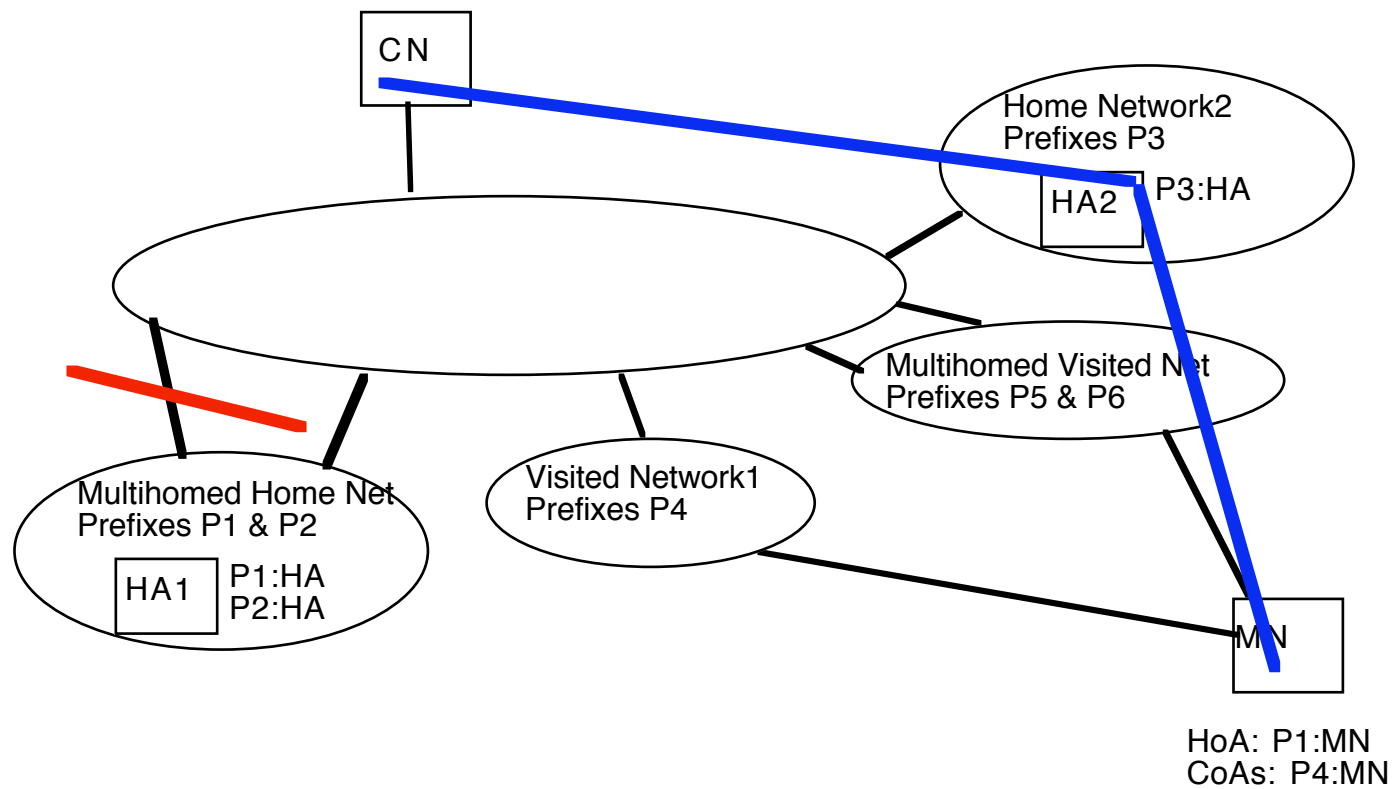 CN
Home Network2
Prefixes P3
HA2
P3:HA
Multihomed Visited Net
Prefixes P5 & P6
Visited Network1
Prefixes P4
Multihomed Home Net
Prefixes P1 & P2
HA1
P1:HA
P2:HA
MN
HoA: P1:MN
CoAs: P4:MN